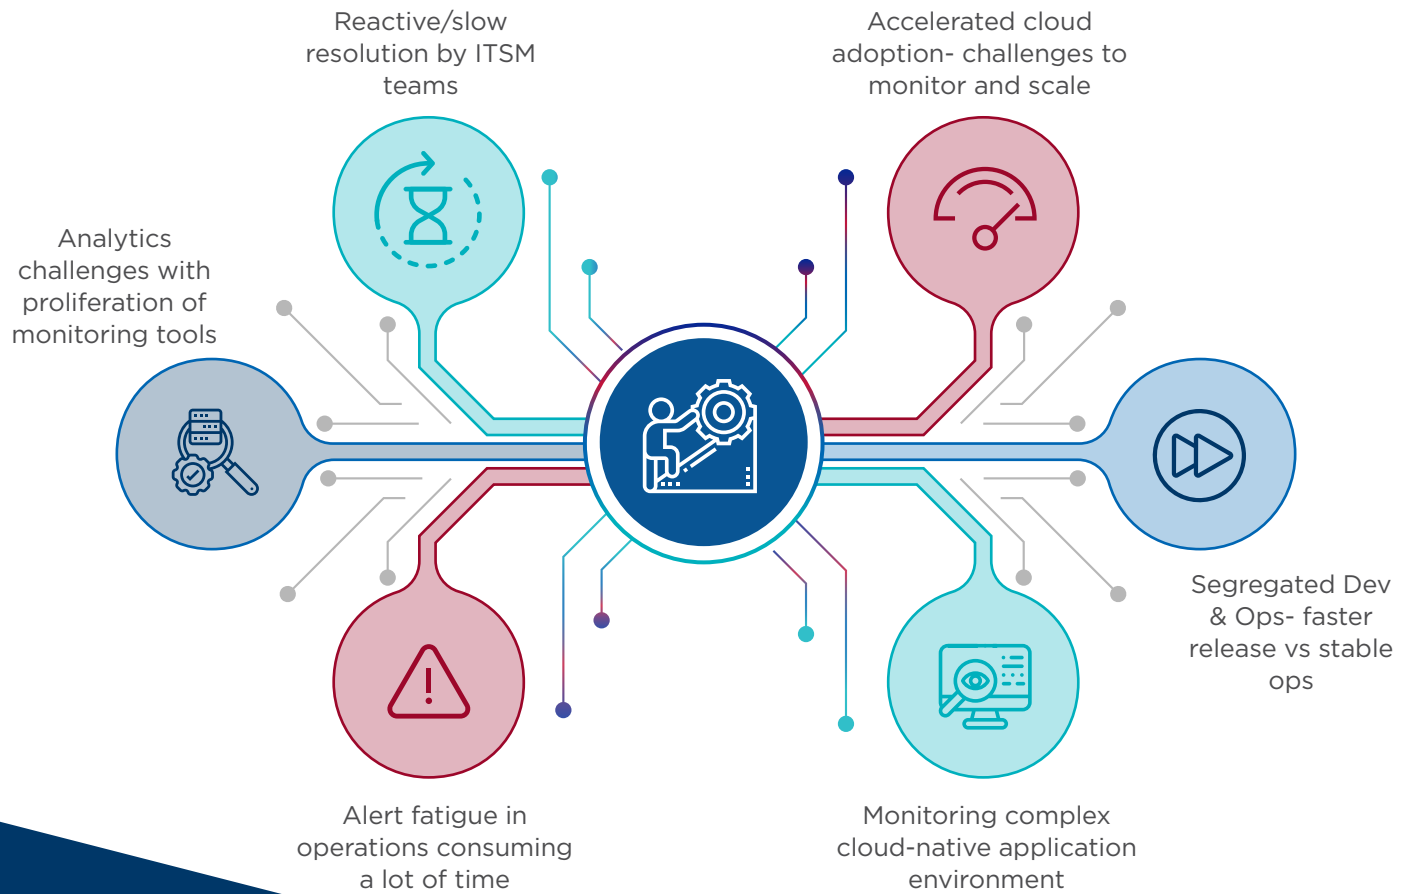 Reactive/slow
resolution by ITSM
teams
Accelerated cloud
adoption- challenges to
monitor and scale
Analytics
challenges with
proliferation of
monitoring tools
Segregated Dev
& Ops- faster
release vs stable
ops
Alert fatigue in
operations consuming
a lot of time
Monitoring complex
cloud-native application
environment